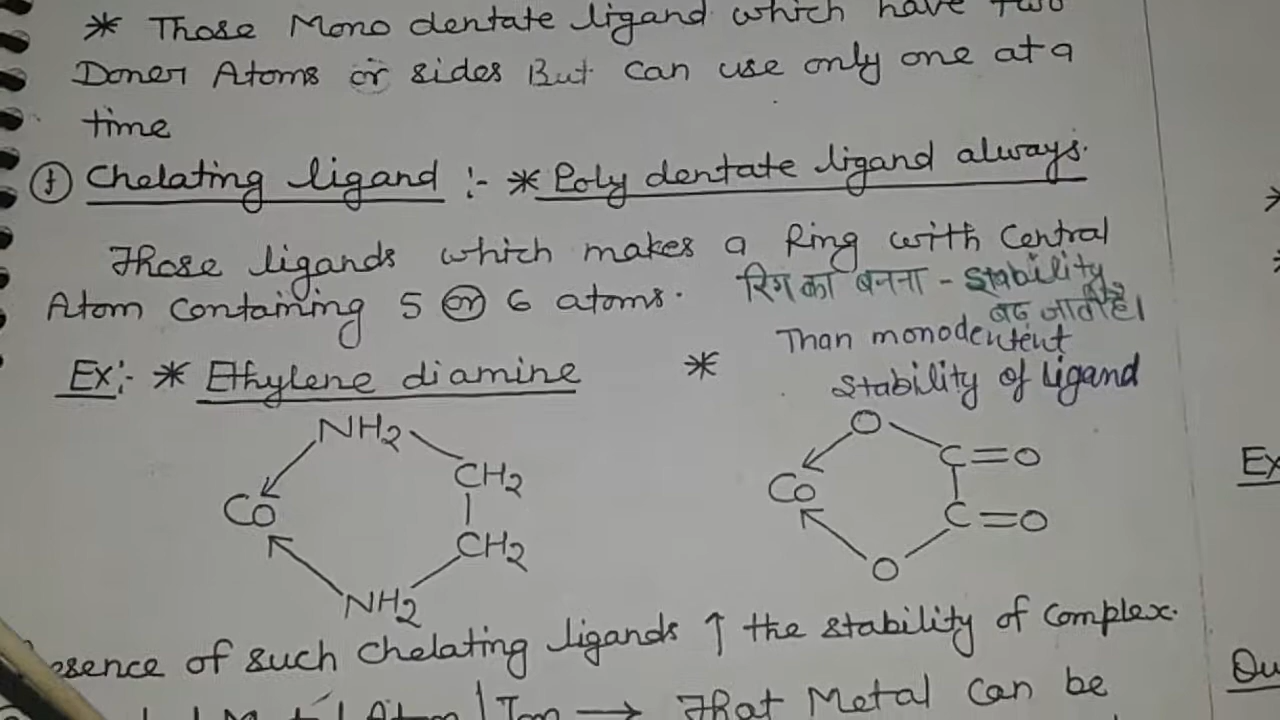 * Those Mono dentate ligand which have two
Doner Atoms or sides But can use only one at a
time
(f) Chelating ligand :- * Poly dentate ligand always.
Those ligands which makes a Ring with Central
Atom containing 5 or 6 atoms.
रिंग का बनना - Stability
बढ़ जाती है।
Than monodentent
Stability of ligand
Ex:- * Ethylene diamine
*
NH2
CH2
Co
CH2
NH2
O
C=O
Co
C=O
O
esence of such chelating ligands ↑ the stability of Complex.
→ That Metal can be
Ex
Qu